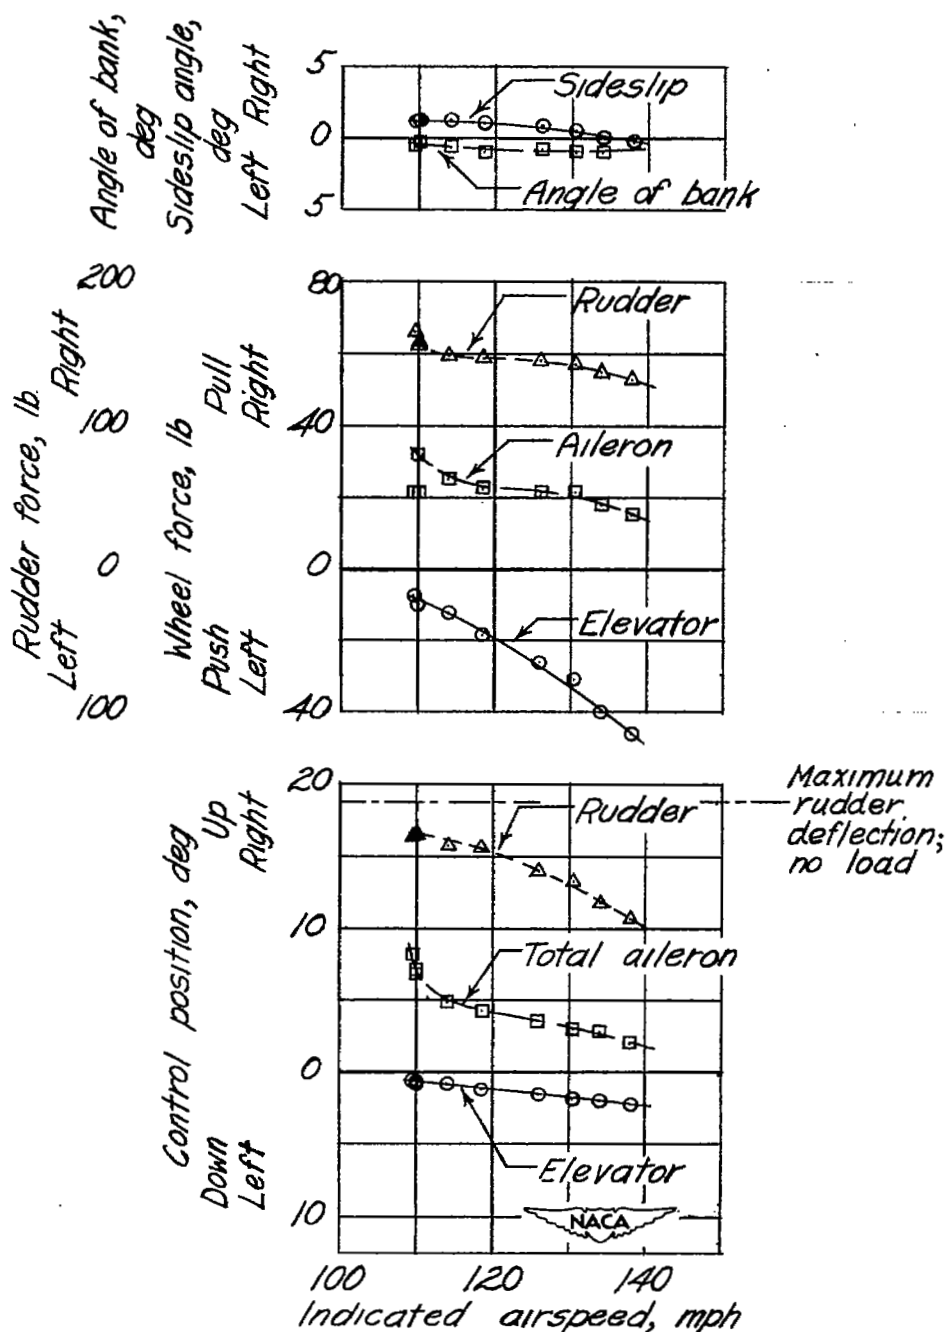 Angle of bank,
deg
Sideslip angle,
deg
Left Right
5
0
5
Sideslip
Angle of bank
Rudder force, lb.
Left Right
200
100
0
100
Wheel force, lb
Push Pull
Left Right
80
40
0
40
Rudder
Aileron
Elevator
Control position, deg
Down Up
Left Right
20
10
0
10
Rudder
Maximum
rudder
deflection;
no load
Total aileron
Elevator
NACA
100 120 140
Indicated airspeed, mph